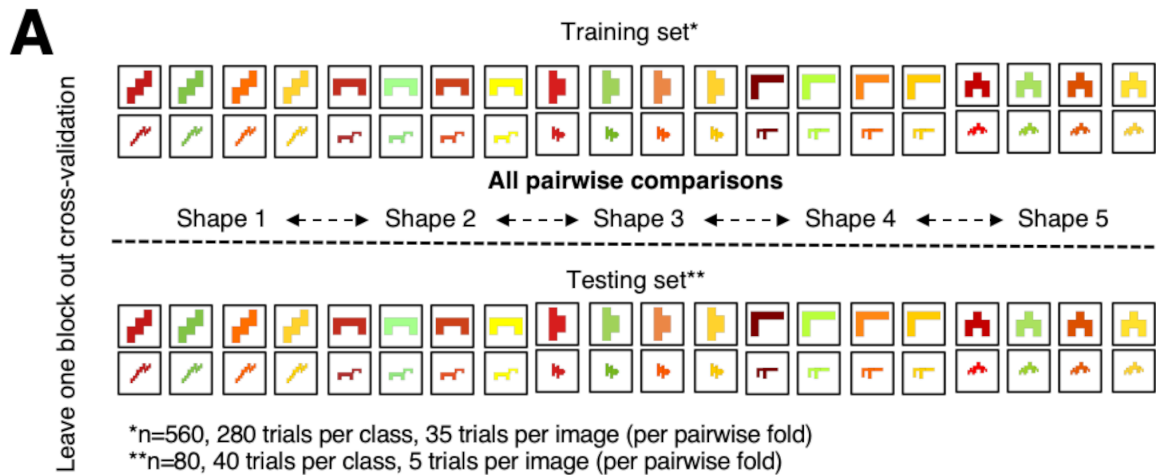 A
Training set*
Leave one block out cross-validation
All pairwise comparisons
Shape 1 Shape 2 Shape 3 Shape 4 Shape 5
Testing set**
*n=560, 280 trials per class, 35 trials per image (per pairwise fold)
**n=80, 40 trials per class, 5 trials per image (per pairwise fold)